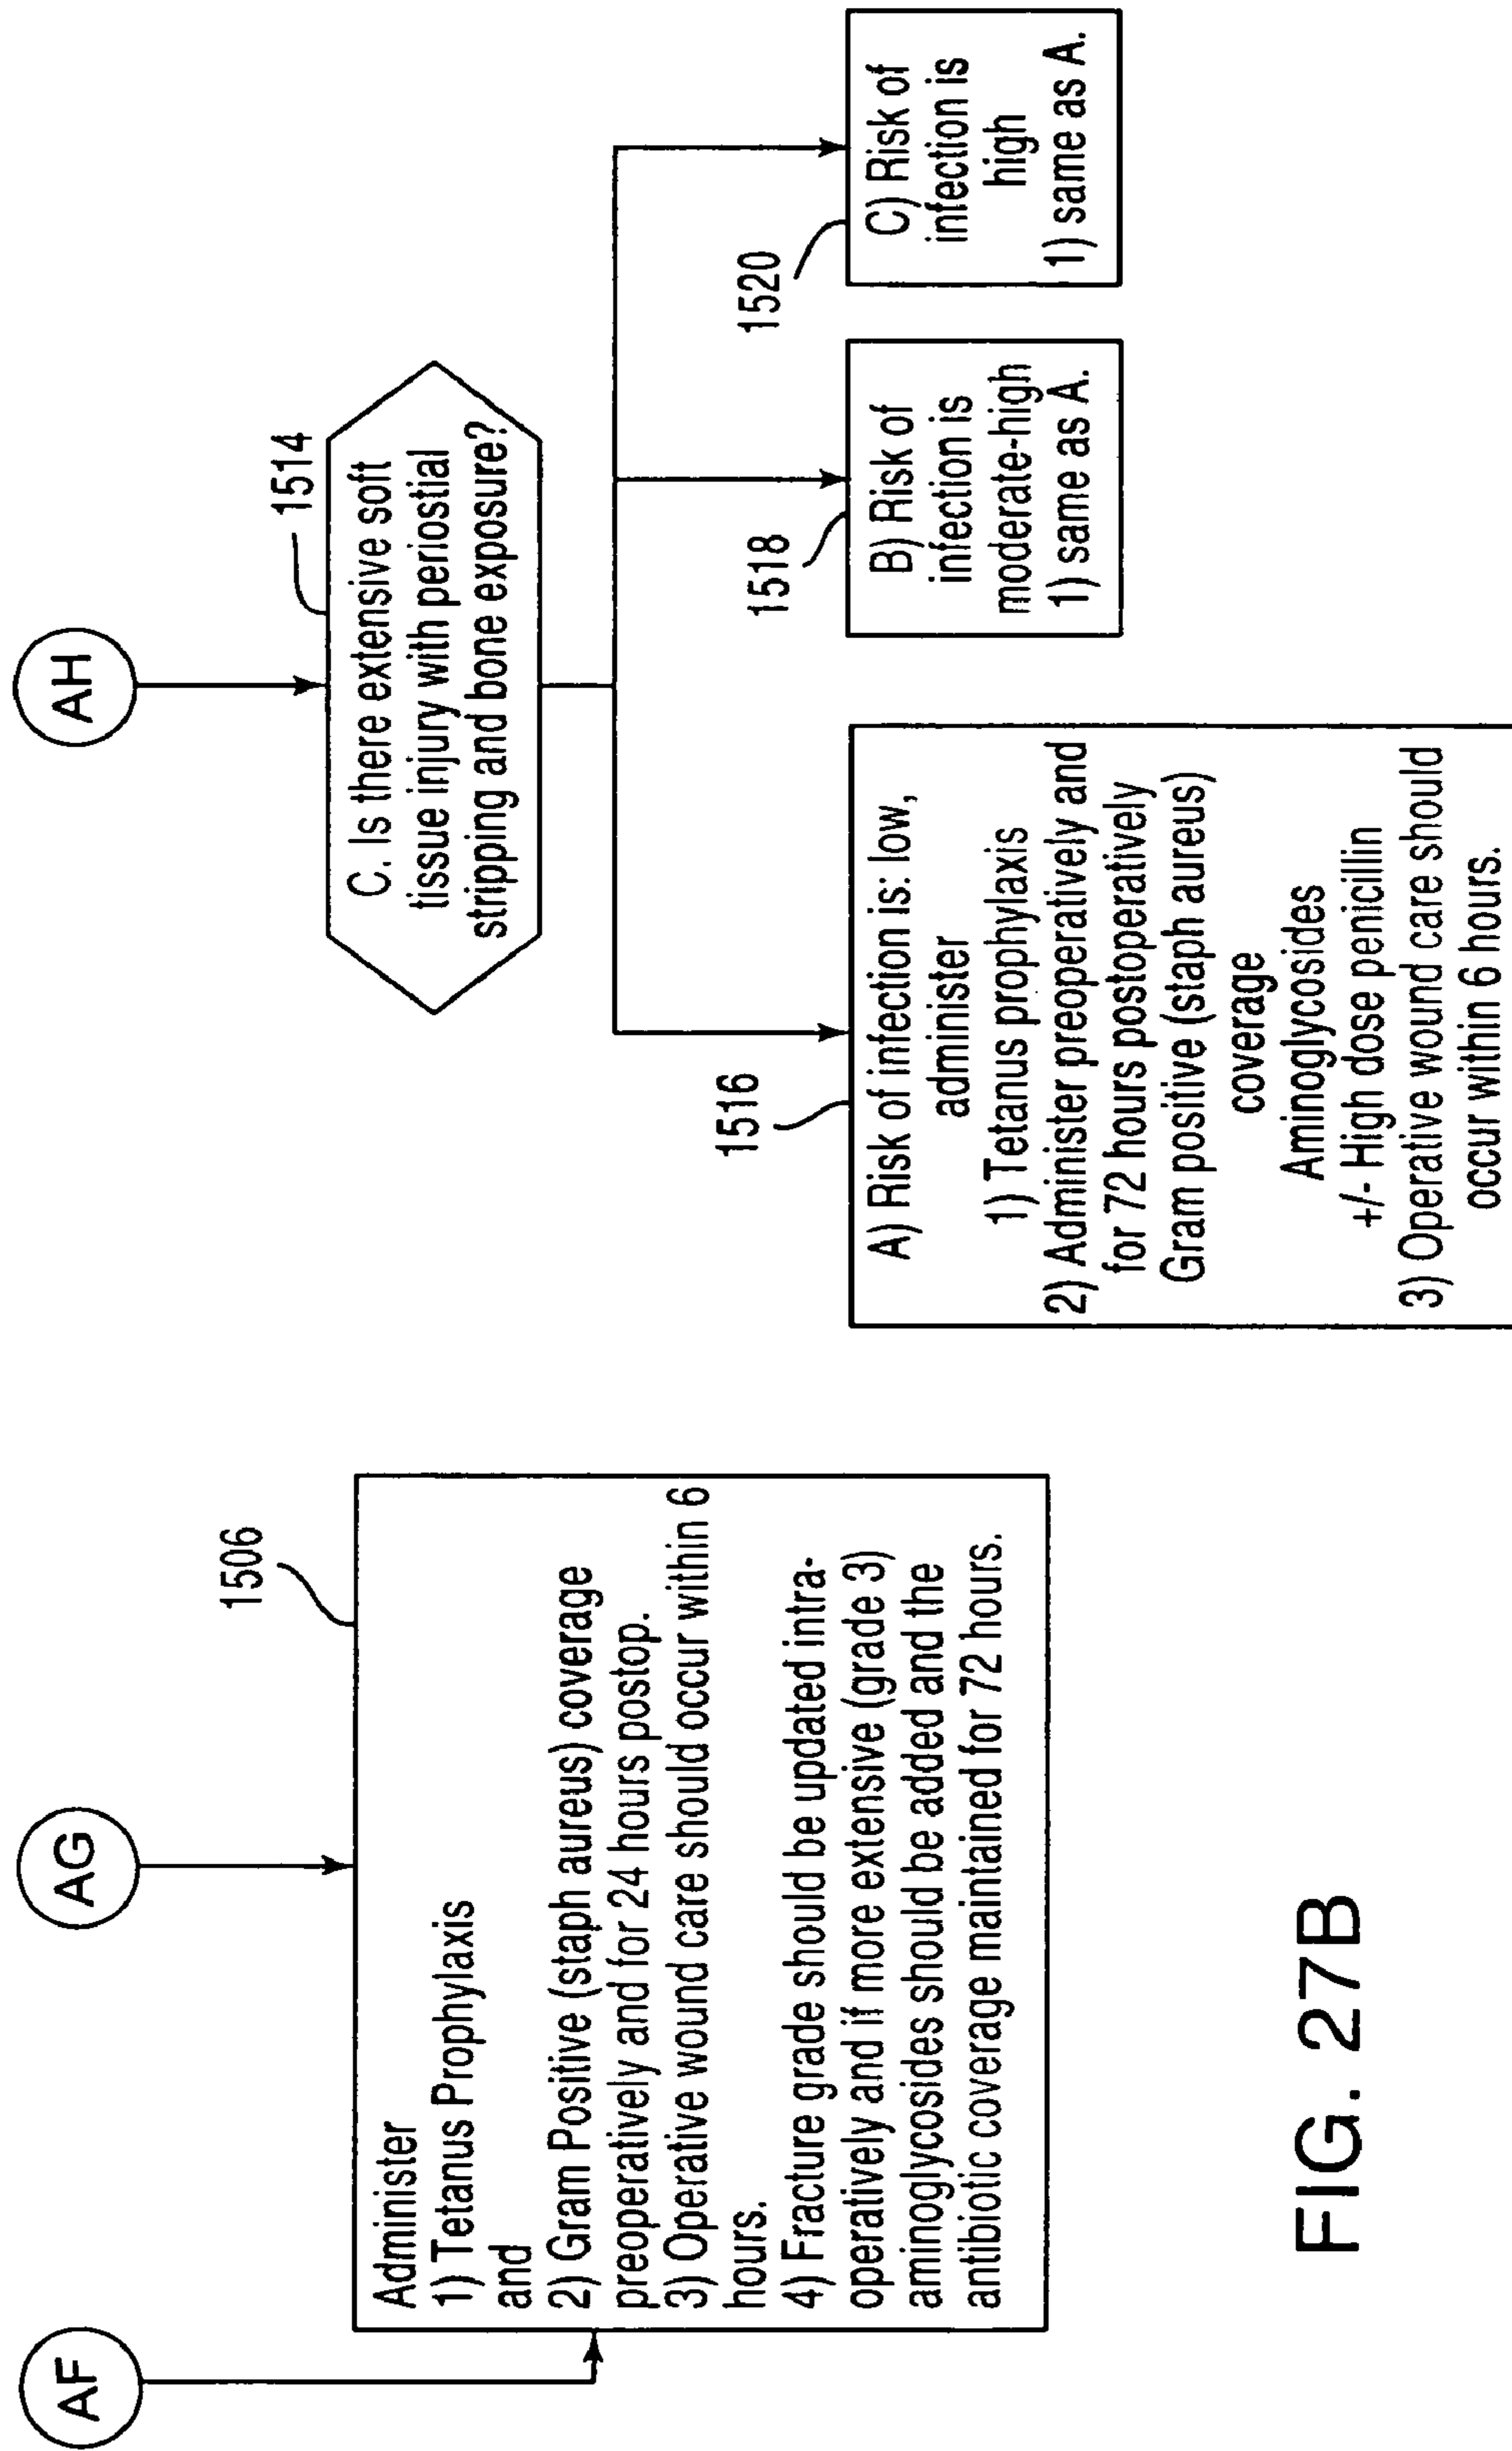 AF
AG
AH
1506
Administer
1) Tetanus Prophylaxis
and
2) Gram Positive (staph aureus) coverage
preoperatively and for 24 hours postop.
3) Operative wound care should occur within 6
hours.
4) Fracture grade should be updated intra-
operatively and if more extensive (grade 3)
aminoglycosides should be added and the
antibiotic coverage maintained for 72 hours.
1514
C. Is there extensive soft
tissue injury with periostial
stripping and bone exposure?
1516
A) Risk of infection is: low,
administer
1) Tetanus prophylaxis
2) Administer preoperatively and
for 72 hours postoperatively
Gram positive (staph aureus)
coverage
Aminoglycosides
+/- High dose penicillin
3) Operative wound care should
occur within 6 hours.
1518
B) Risk of
infection is
moderate-high
1) same as A.
1520
C) Risk of
infection is
high
1) same as A.
FIG. 27B